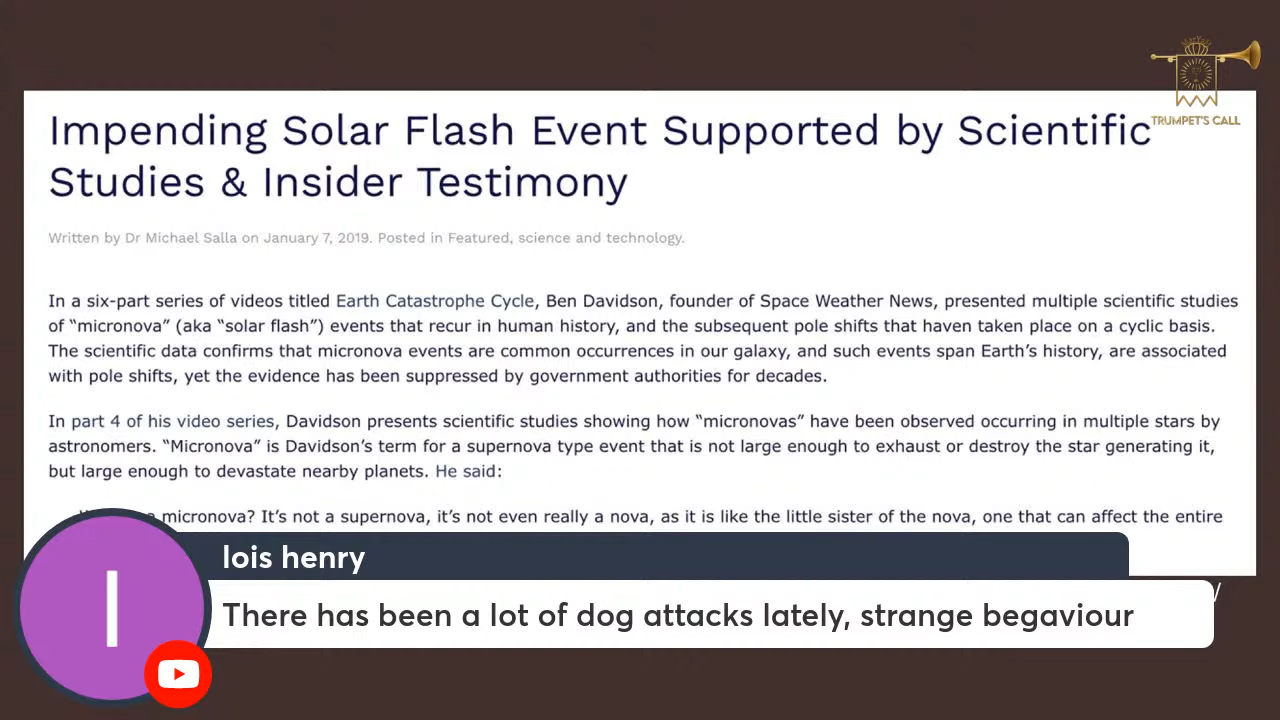 TRUMPET'S CALL
Impending Solar Flash Event Supported by Scientific
Studies & Insider Testimony
Written by Dr Michael Salla on January 7, 2019. Posted in Featured, science and technology.
In a six-part series of videos titled Earth Catastrophe Cycle, Ben Davidson, founder of Space Weather News, presented multiple scientific studies
of “micronova” (aka “solar flash”) events that recur in human history, and the subsequent pole shifts that haven taken place on a cyclic basis.
The scientific data confirms that micronova events are common occurrences in our galaxy, and such events span Earth’s history, are associated
with pole shifts, yet the evidence has been suppressed by government authorities for decades.
In part 4 of his video series, Davidson presents scientific studies showing how “micronovas” have been observed occurring in multiple stars by
astronomers. “Micronova” is Davidson’s term for a supernova type event that is not large enough to exhaust or destroy the star generating it,
but large enough to devastate nearby planets. He said:
micronova? It’s not a supernova, it’s not even really a nova, as it is like the little sister of the nova, one that can affect the entire
l
lois henry
There has been a lot of dog attacks lately, strange begaviour